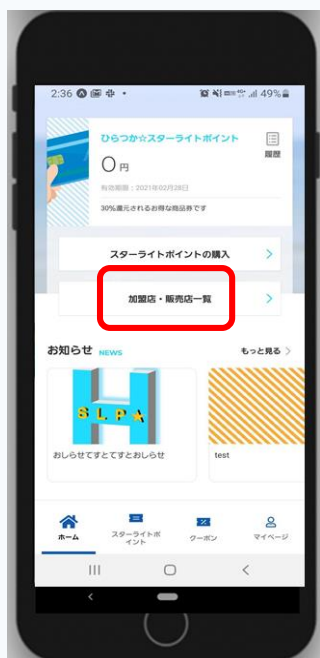 2:36
49%
ひらつか☆スターライトポイント
0 円
履歴
有効期限：2021年02月28日
30%還元されるお得な商品券です
スターライトポイントの購入
加盟店・販売店一覧
お知らせ NEWS
もっと見る
S L P A
おしらせてすとてすとおしらせ
test
ホーム
スターライトポ
イント
クーポン
マイページ